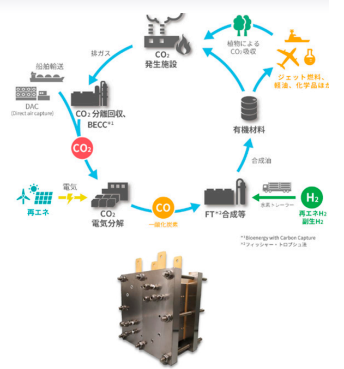 CO₂
発生施設
植物による
CO₂吸収
排ガス
船舶輸送
DAC
(Direct air capture)
CO₂ 分離回収、
BECC*¹
ジェット燃料、
軽油、化学品ほか
有機材料
CO₂
合成油
再エネ
電気
CO₂
電気分解
CO
一酸化炭素
FT*²合成等
水素トレーラー
H₂
再エネH₂
副生H₂
*¹Bioenergy with Carbon Capture
*²フィッシャー・トロプシュ法